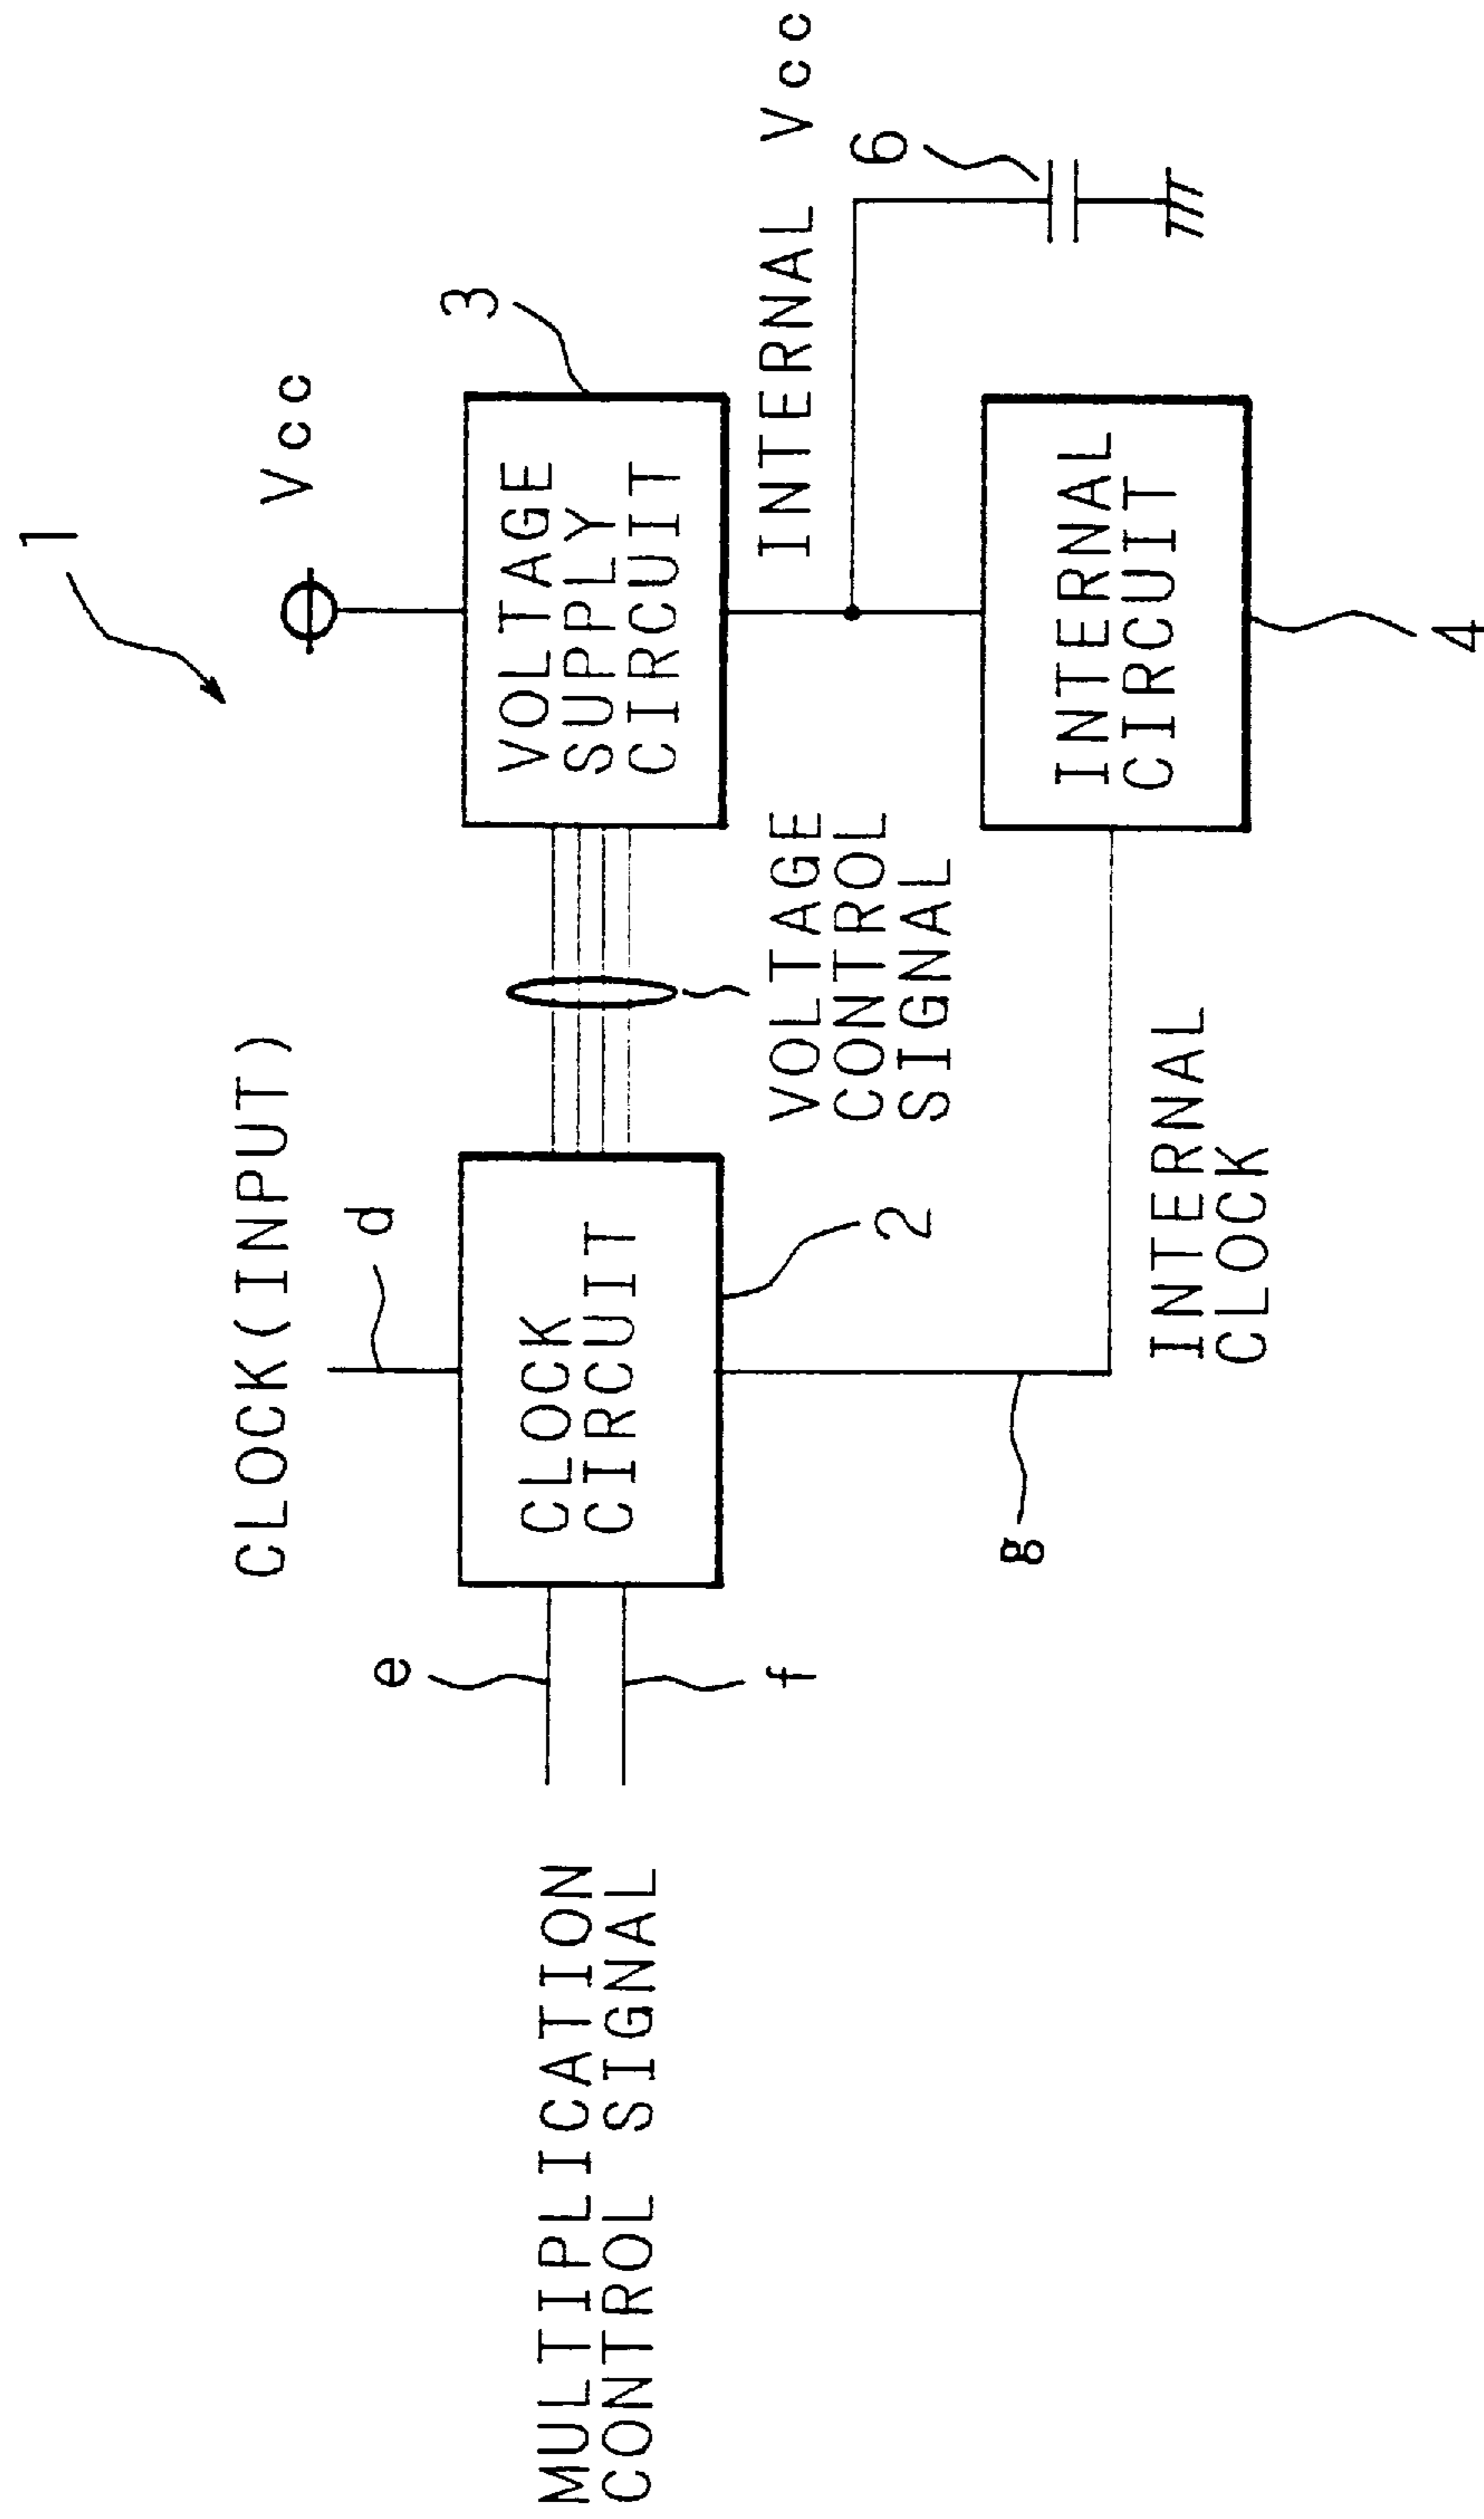 1
Vcc
CLOCK(INPUT)
d
3
e
MULTIPLICATION
CONTROL SIGNAL
f
CLOCK
CIRCUIT
2
VOLTAGE
SUPPLY
CIRCUIT
VOLTAGE
CONTROL
SIGNAL
INTERNAL Vcc
6
g
INTERNAL
CLOCK
INTERNAL
CIRCUIT
4